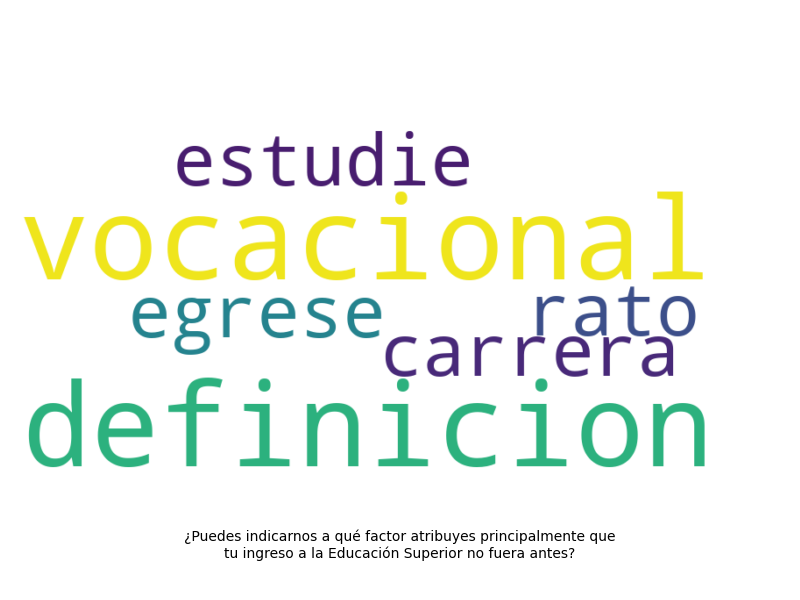 estudie
vocacional
egrese rato
carrera
definicion
¿Puedes indicarnos a qué factor atribuyes principalmente que
tu ingreso a la Educación Superior no fuera antes?